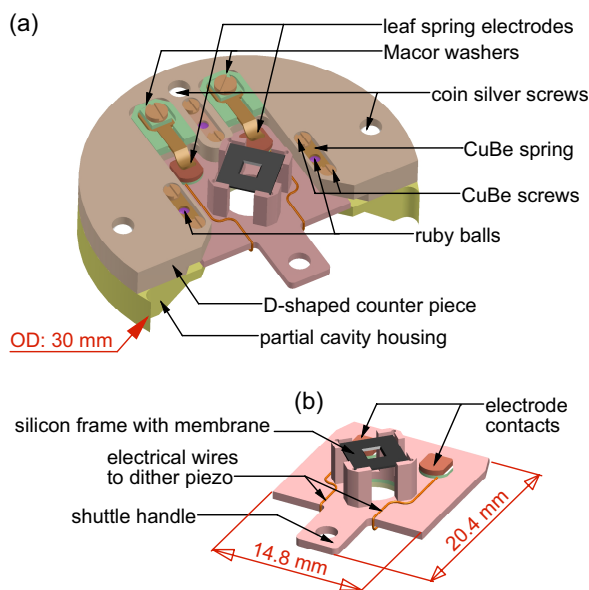 (a)
leaf spring electrodes
Macor washers
coin silver screws
CuBe spring
CuBe screws
ruby balls
D-shaped counter piece
partial cavity housing
OD: 30 mm
(b)
silicon frame with membrane
electrode
contacts
electrical wires
to dither piezo
shuttle handle
14.8 mm
20.4 mm